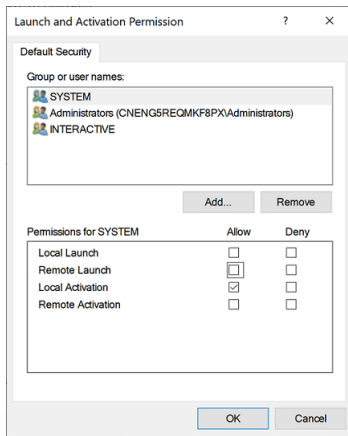 Launch and Activation Permission ? ×
Default Security
Group or user names:
SYSTEM
Administrators (CNENG5REQMKF8PX\Administrators)
INTERACTIVE
Add... Remove
Permissions for SYSTEM Allow Deny
Local Launch
Remote Launch
Local Activation
Remote Activation
OK Cancel